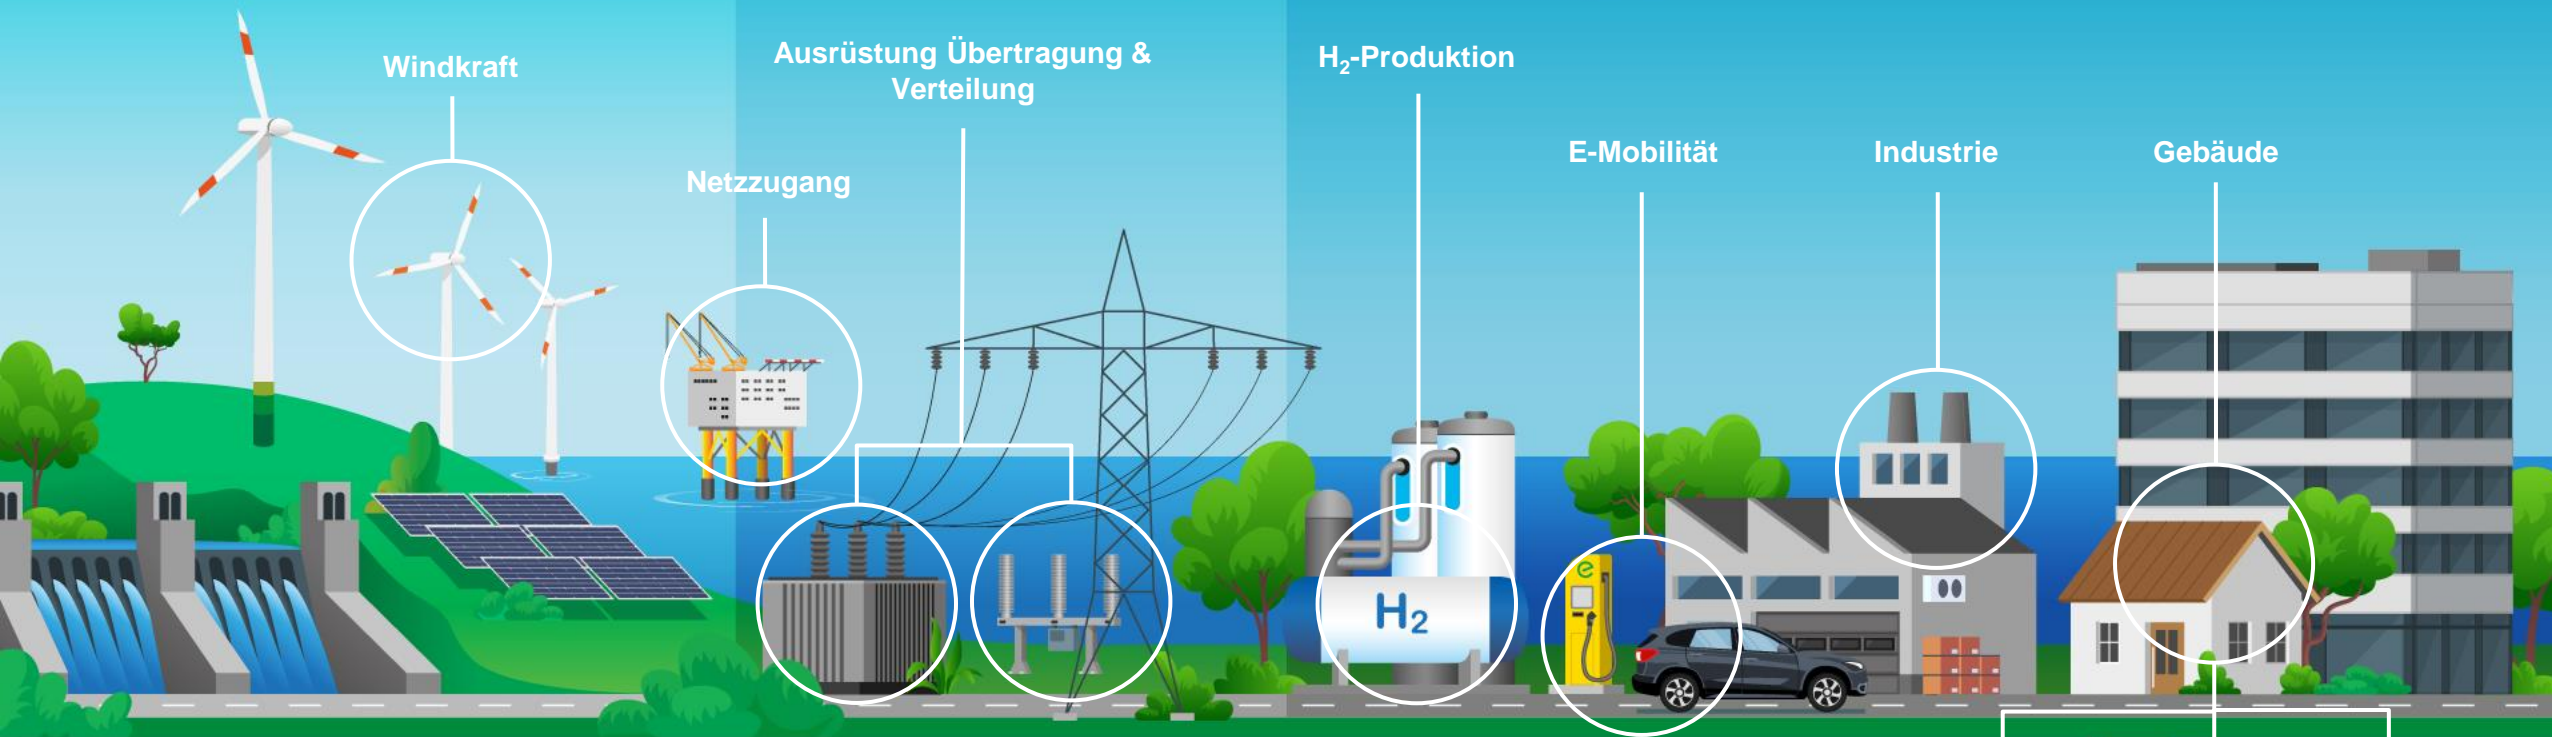 Windkraft
Ausrüstung Übertragung &
Verteilung
H₂-Produktion
Netzzugang
E-Mobilität
Industrie
Gebäude
e
H₂